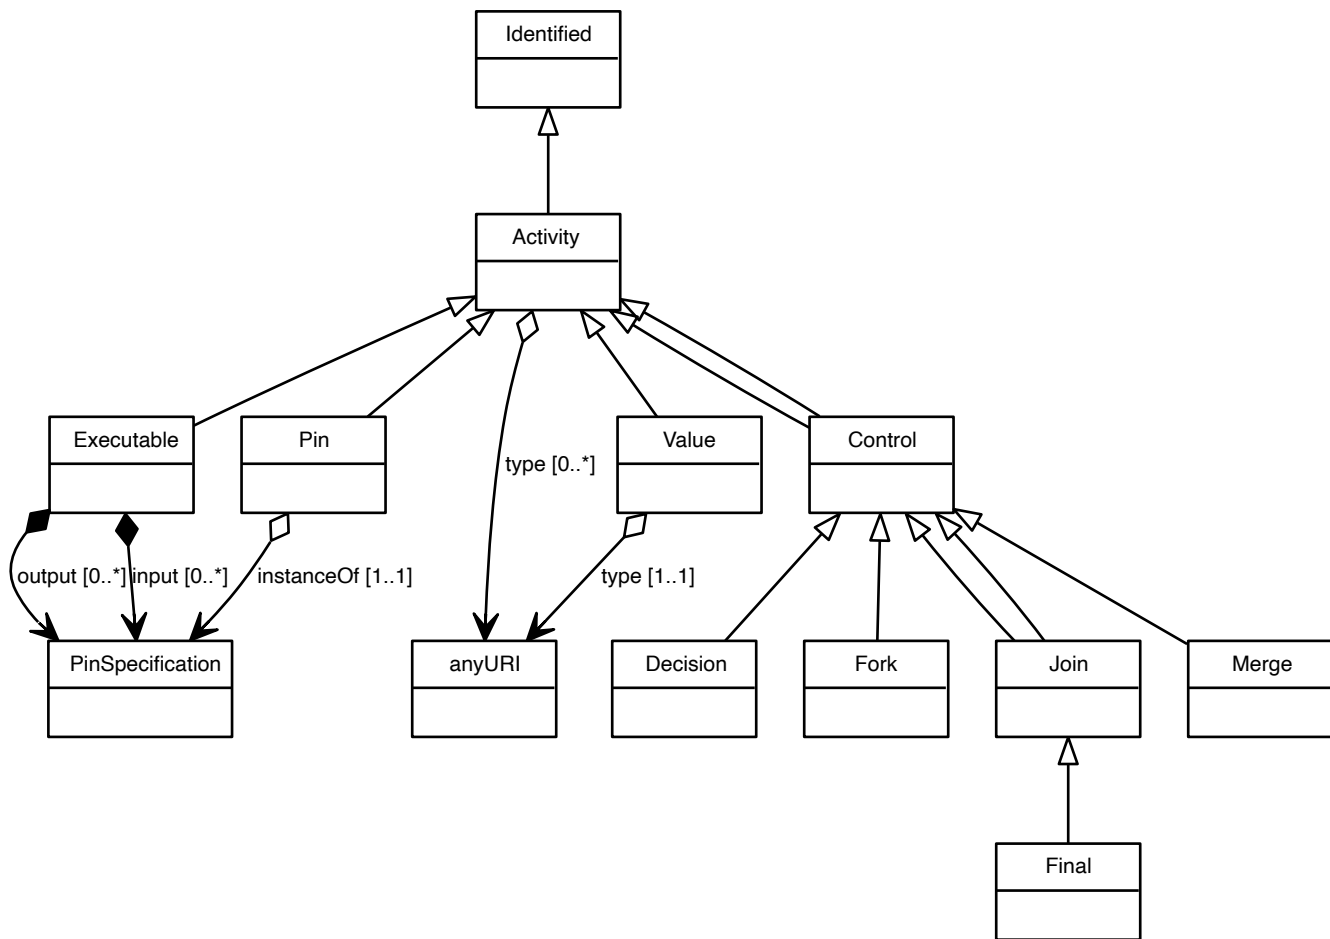 Identified
Activity
Executable
Pin
Value
Control
type [0..*]
output [0..*]
input [0..*]
instanceOf [1..1]
type [1..1]
PinSpecification
anyURI
Decision
Fork
Join
Merge
Final